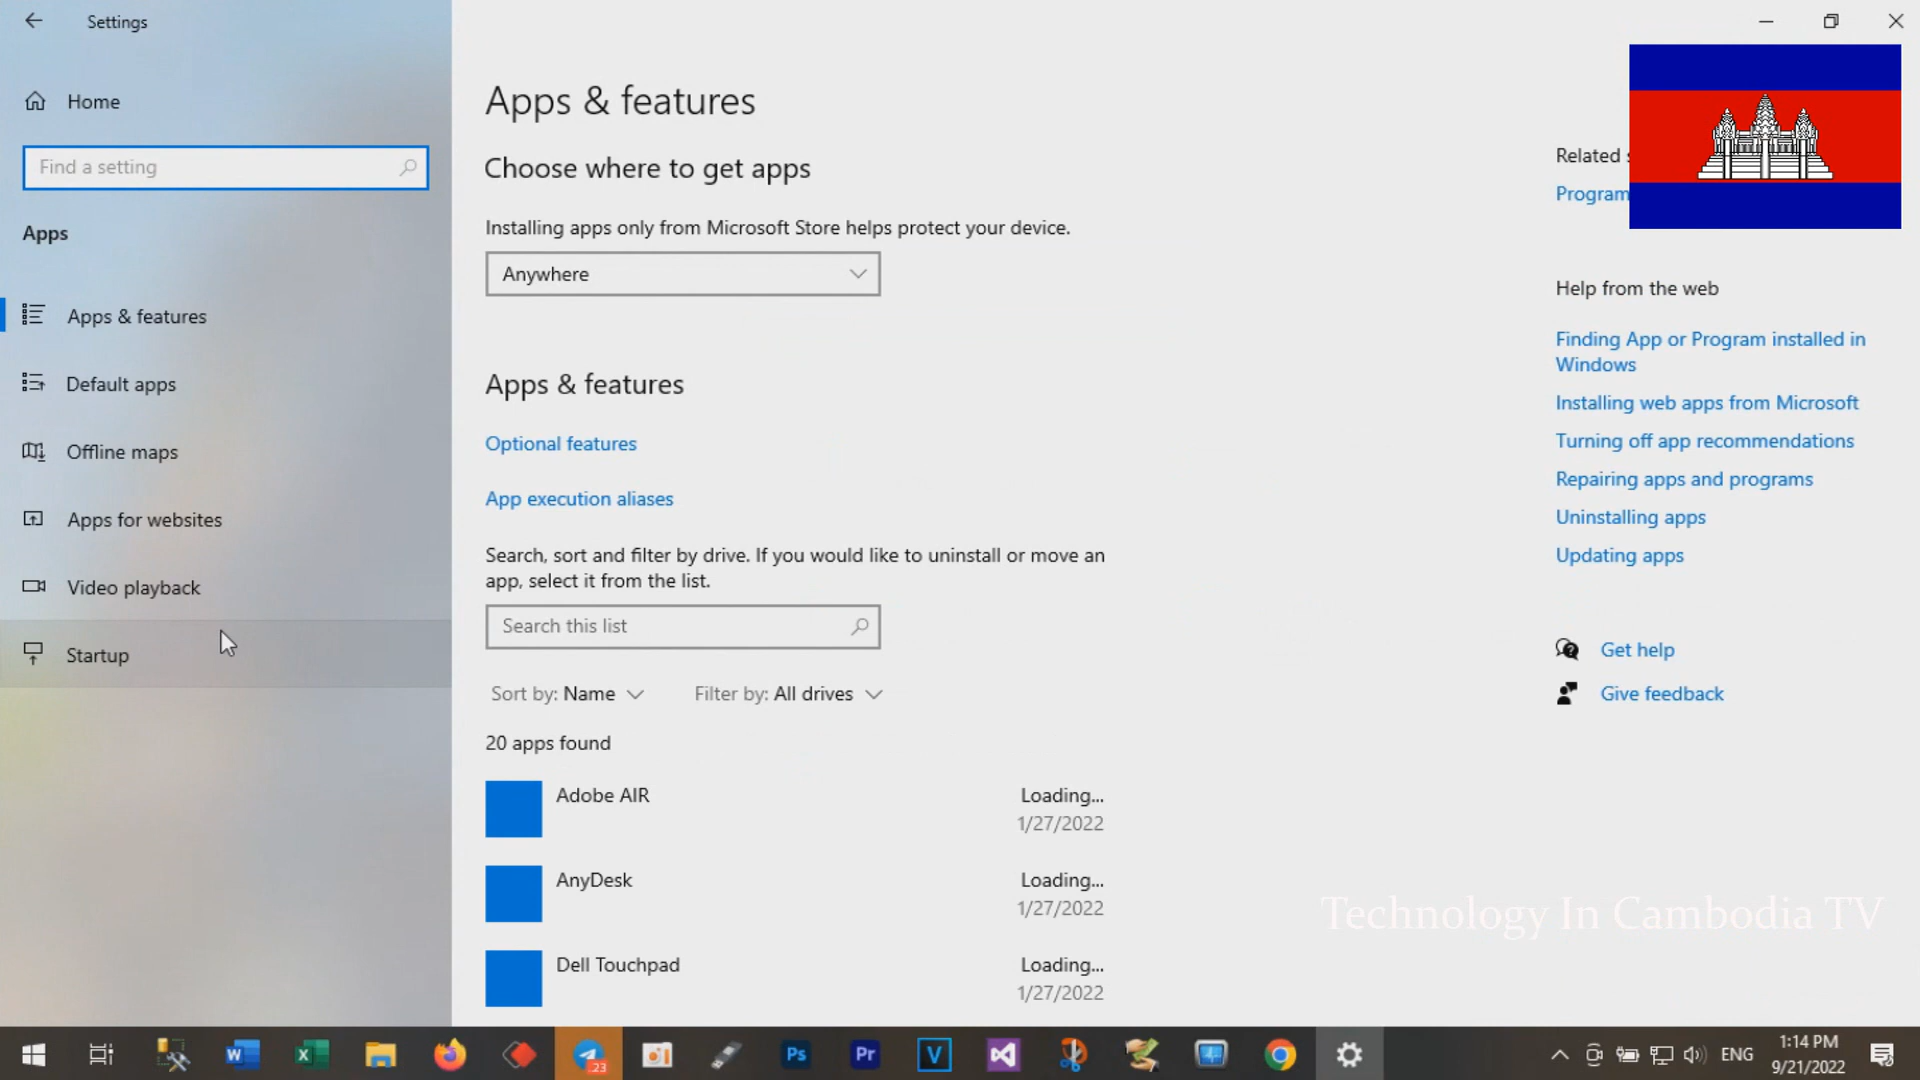 Settings
Home
Find a setting
Apps
Apps & features
Default apps
Offline maps
Apps for websites
Video playback
Startup
Apps & features
Choose where to get apps
Installing apps only from Microsoft Store helps protect your device.
Anywhere
Apps & features
Optional features
App execution aliases
Search, sort and filter by drive. If you would like to uninstall or move an
app, select it from the list.
Search this list
Sort by: Name
Filter by: All drives
20 apps found
Adobe AIR
Loading...
1/27/2022
AnyDesk
Loading...
1/27/2022
Dell Touchpad
Loading...
1/27/2022
Related
Program
Help from the web
Finding App or Program installed in
Windows
Installing web apps from Microsoft
Turning off app recommendations
Repairing apps and programs
Uninstalling apps
Updating apps
Get help
Give feedback
Technology In Cambodia TV
W
X
.23
Ps
Pr
V
ENG
1:14 PM
9/21/2022